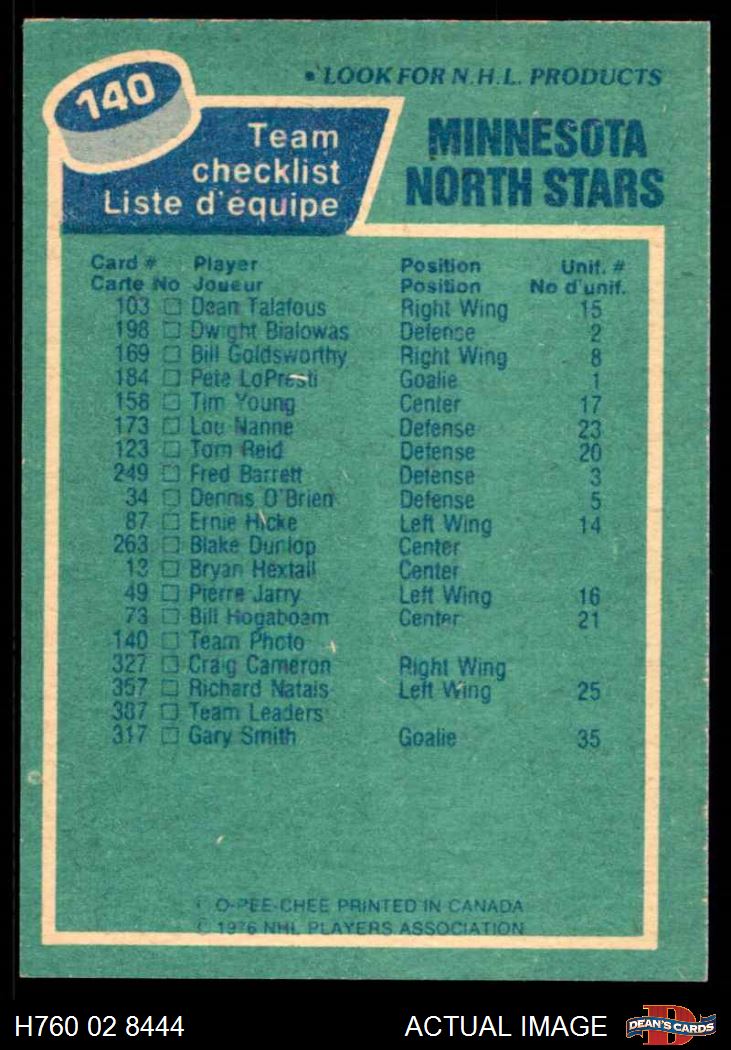 • LOOK FOR N.H.L. PRODUCTS
140
Team
checklist
Liste d'équipe
MINNESOTA
NORTH STARS
Card # Player Position Unif. #
Carte No Joueur Position No d'unif.
103 Dean Talafous Right Wing 15
198 Dwight Bialowas Defense 2
169 Bill Goldsworthy Right Wing 8
184 Pete LoPresti Goalie 1
158 Tim Young Center 17
173 Lou Nanne Defense 23
123 Tom Reid Defense 20
249 Fred Barrett Defense 3
34 Dennis O'Brien Defense 5
87 Ernie Hicke Left Wing 14
263 Blake Dunlop Center
13 Bryan Hextall Center
49 Pierre Jarry Left Wing 16
73 Bill Hogaboam Center 21
140 Team Photo
327 Craig Cameron Right Wing
357 Richard Natais Left Wing 25
387 Team Leaders
317 Gary Smith Goalie 35
© O-PEE-CHEE PRINTED IN CANADA
© 1976 NHL PLAYERS ASSOCIATION
H760 02 8444
ACTUAL IMAGE
D
DEAN'S CARDS